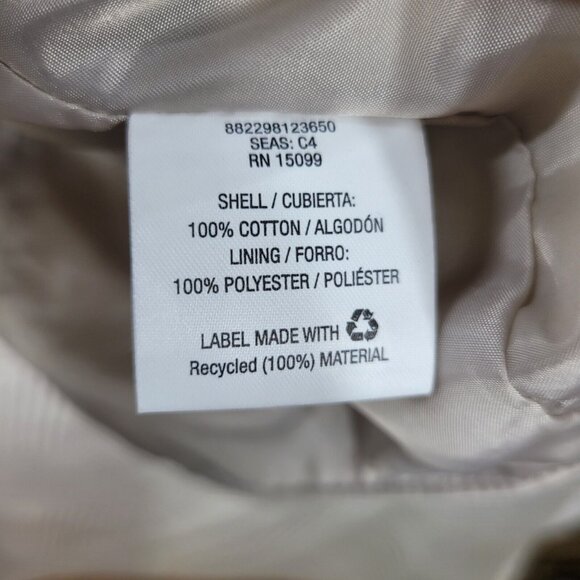 882298123650
SEAS: C4
RN 15099
SHELL / CUBIERTA:
100% COTTON / ALGODÓN
LINING / FORRO:
100% POLYESTER / POLIÉSTER
LABEL MADE WITH
Recycled (100%) MATERIAL